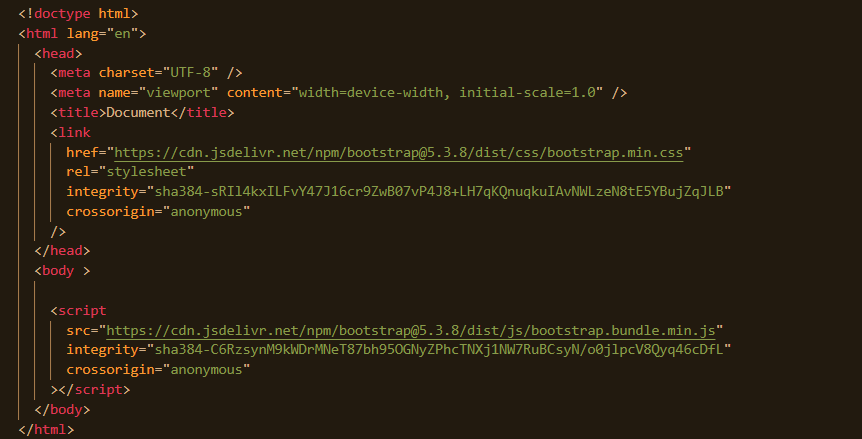 <!doctype html>
<html lang="en">
<head>
<meta charset="UTF-8" />
<meta name="viewport" content="width=device-width, initial-scale=1.0" />
<title>Document</title>
<link
href="https://cdn.jsdelivr.net/npm/bootstrap@5.3.8/dist/css/bootstrap.min.css"
rel="stylesheet"
integrity="sha384-sRIl4kxILFvY47J16cr9ZwB07vP4J8+LH7qKQnuqkuIAvNWLzeN8tE5YBujZqJLB"
crossorigin="anonymous"
/>
</head>
<body >
<script
src="https://cdn.jsdelivr.net/npm/bootstrap@5.3.8/dist/js/bootstrap.bundle.min.js"
integrity="sha384-C6RzsynM9kWDrMNeT87bh95OGNyZPhcTNXj1NW7RuBCsyN/o0jlpcV8Qyq46cDfL"
crossorigin="anonymous"
></script>
</body>
</html>